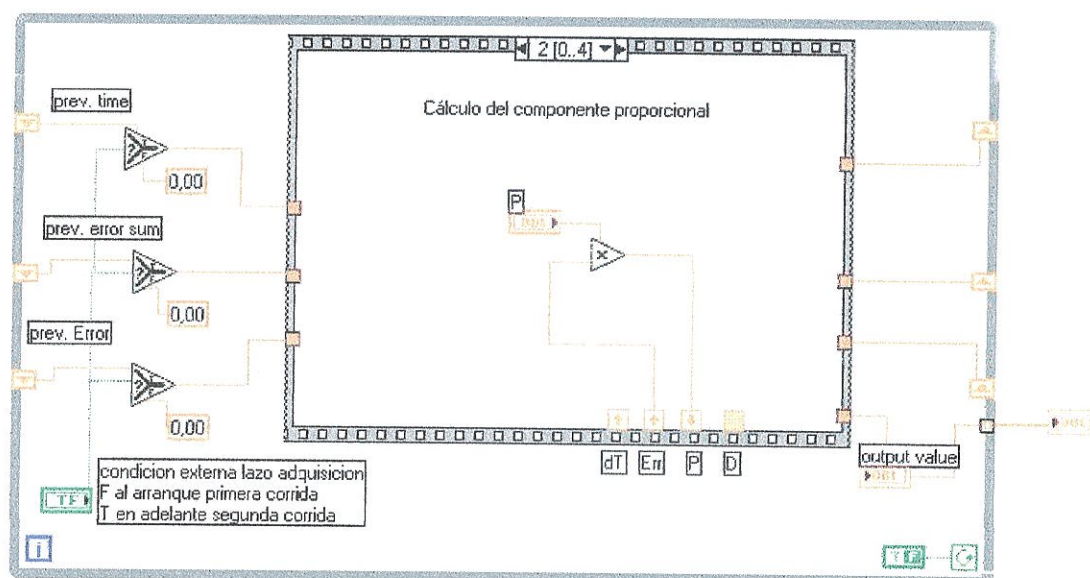 2 [0..4]
Cálculo del componente proporcional
prev. time
0,00
P
prev. error sum
0,00
x
prev. Error
0,00
dT Err P D
output value
condicion externa lazo adquisicion
F al arranque primera corrida
T en adelante segunda corrida
TF
i
T F